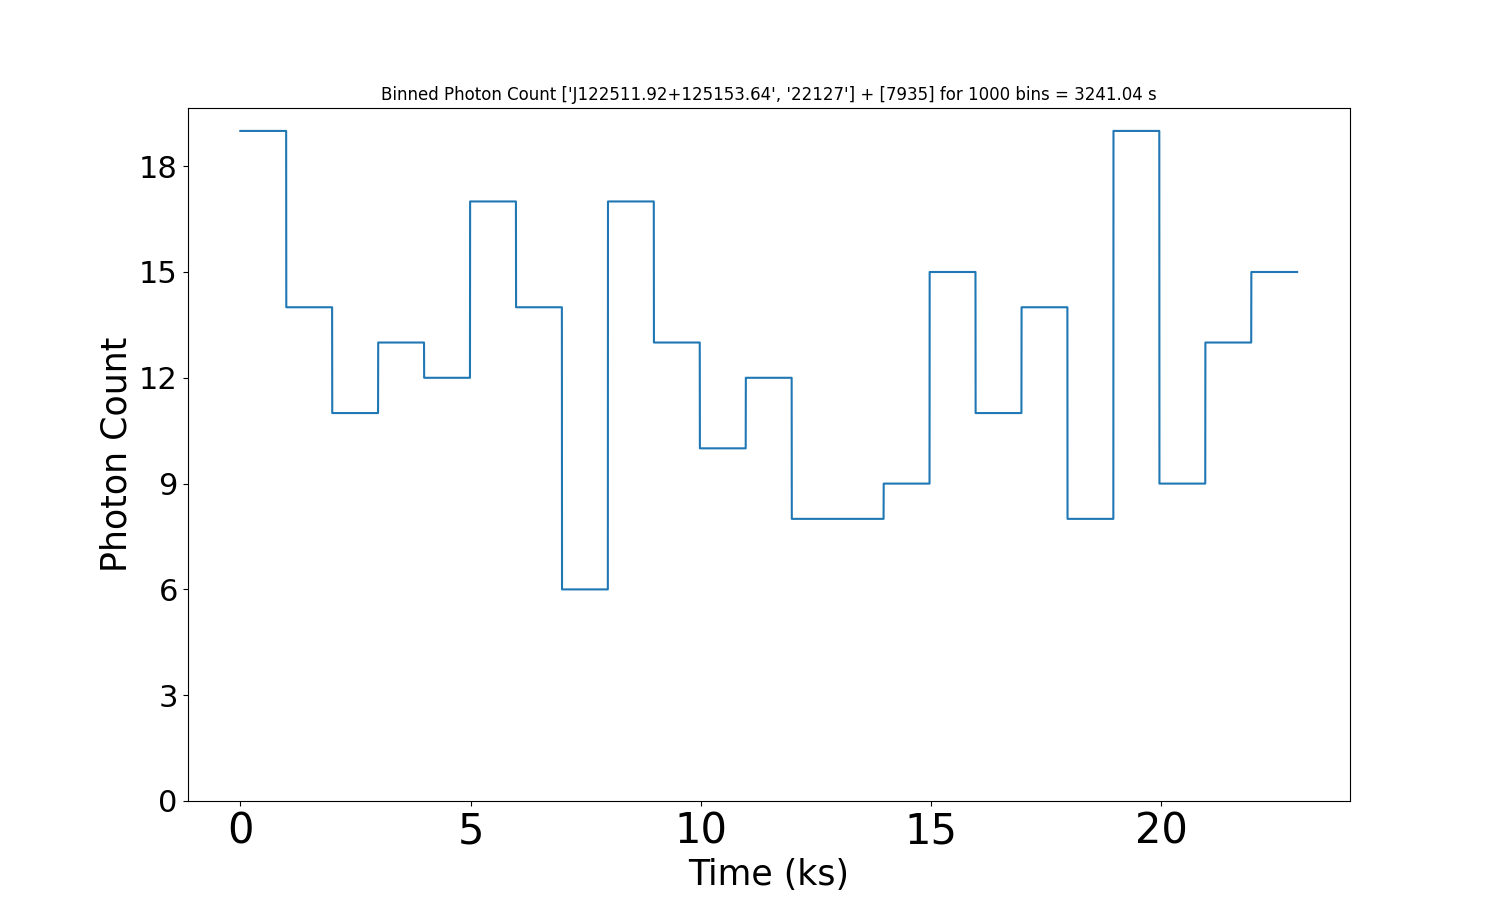 Binned Photon Count ['J122511.92+125153.64', '22127'] + [7935] for 1000 bins = 3241.04 s
18
15
12
9
6
3
0
Photon Count
0 5 10 15 20
Time (ks)